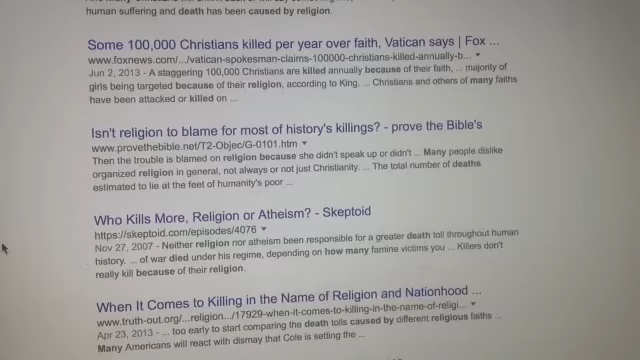 human suffering and death has been caused by religion.
Some 100,000 Christians killed per year over faith, Vatican says | Fox ...
www.foxnews.com/.../vatican-spokesman-claims-100000-christians-killed-annually-b...
Jun 2, 2013 - A staggering 100,000 Christians are killed annually because of their faith, ... majority of
girls being targeted because of their religion, according to King. ... Christians and others of many faiths
have been attacked or killed on ...
Isn't religion to blame for most of history's killings? - prove the Bible's
www.provethebible.net/T2-Objec/G-0101.htm
Then the trouble is blamed on religion because she didn't speak up or didn't ... Many people dislike
organized religion in general, not always or not just Christianity. ... The total number of deaths
estimated to lie at the feet of humanity's poor ...
Who Kills More, Religion or Atheism? - Skeptoid
https://skeptoid.com/episodes/4076
Nov 27, 2007 - Neither religion nor atheism been responsible for a greater death toll throughout human
history. ... of war died under his regime, depending on how many famine victims you ... Killers don't
really kill because of their religion.
When It Comes to Killing in the Name of Religion and Nationhood ...
www.truth-out.org/...religion.../17929-when-it-comes-to-killing-in-the-name-of-religi...
Apr 23, 2013 - ... too early to start comparing the death tolls caused by different religious faiths ...
Many Americans will react with dismay that Cole is setting the ...